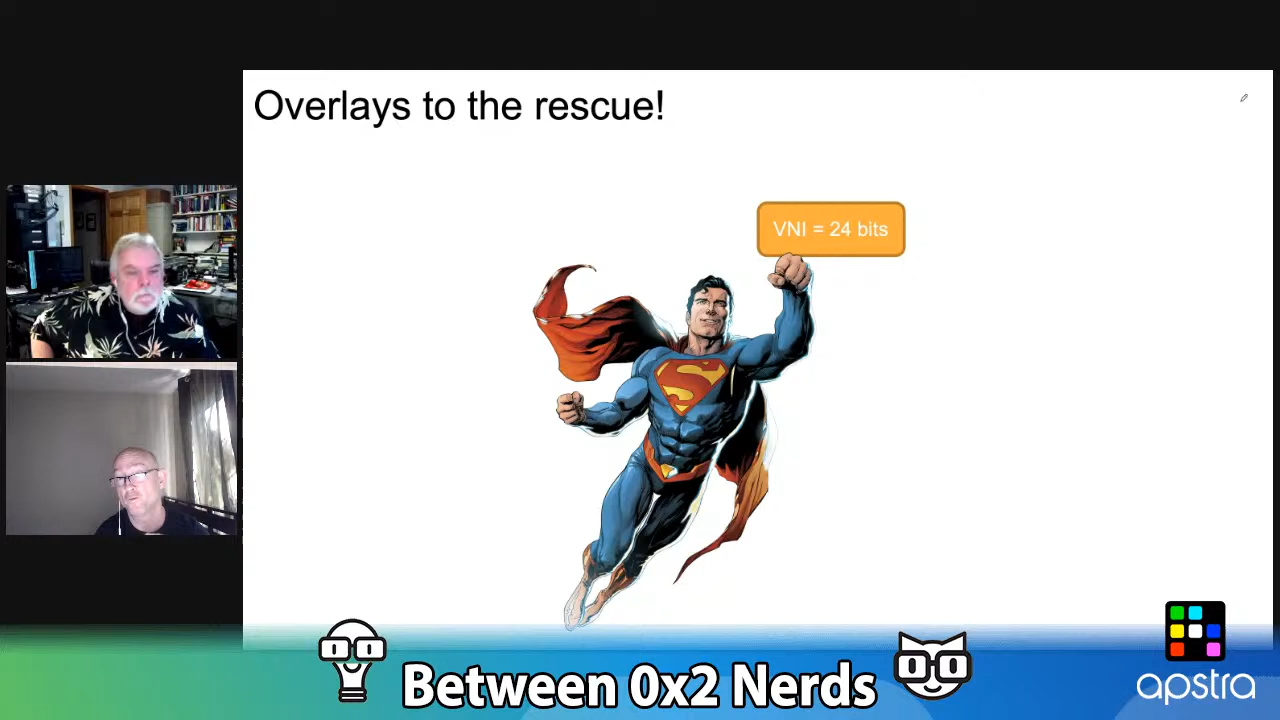 Overlays to the rescue!
VNI = 24 bits
S
Between 0x2 Nerds
apstra